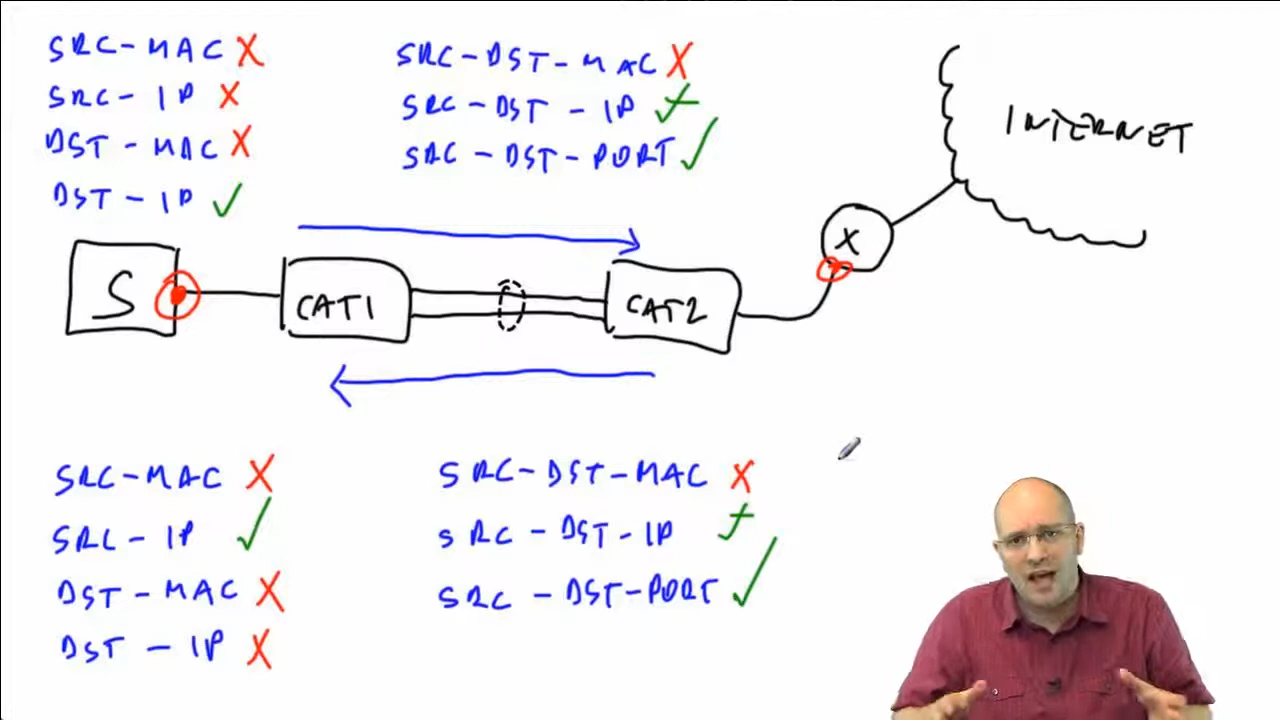 SRC-MAC X
SRC-IP X
DST-MAC X
DST-IP ✓
SRC-DST-MAC X
SRC-DST-IP ✓
SRC-DST-PORT ✓
INTERNET
X
S
CAT1
CAT2
SRC-MAC X
SRC-IP ✓
DST-MAC X
DST-IP X
SRC-DST-MAC X
SRC-DST-IP ✓
SRC-DST-PORT ✓